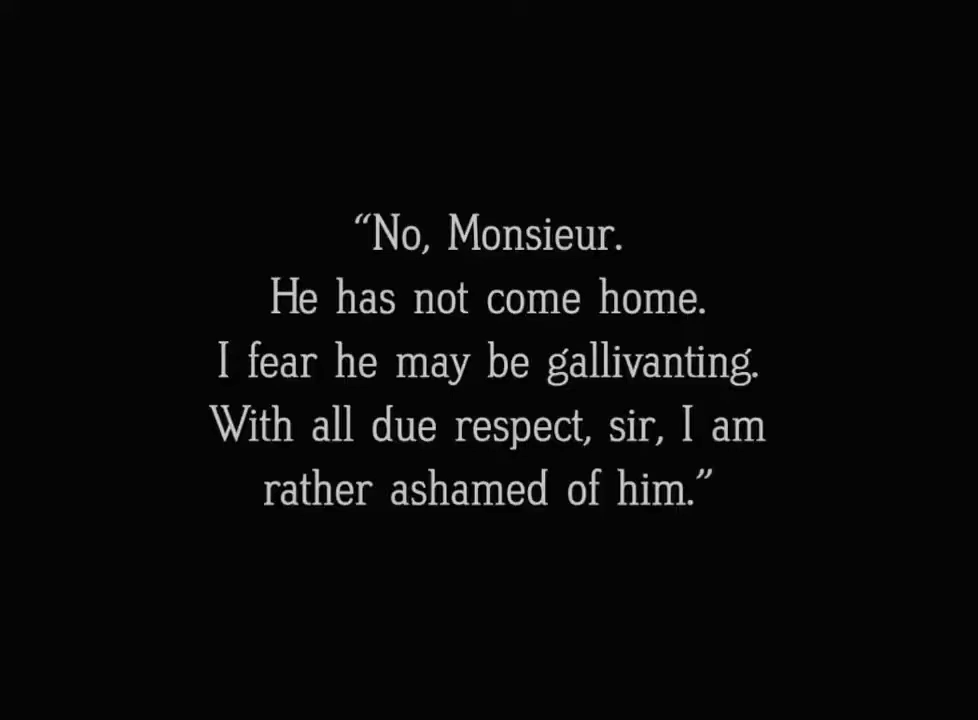 “No, Monsieur.
He has not come home.
I fear he may be gallivanting.
With all due respect, sir, I am
rather ashamed of him.”